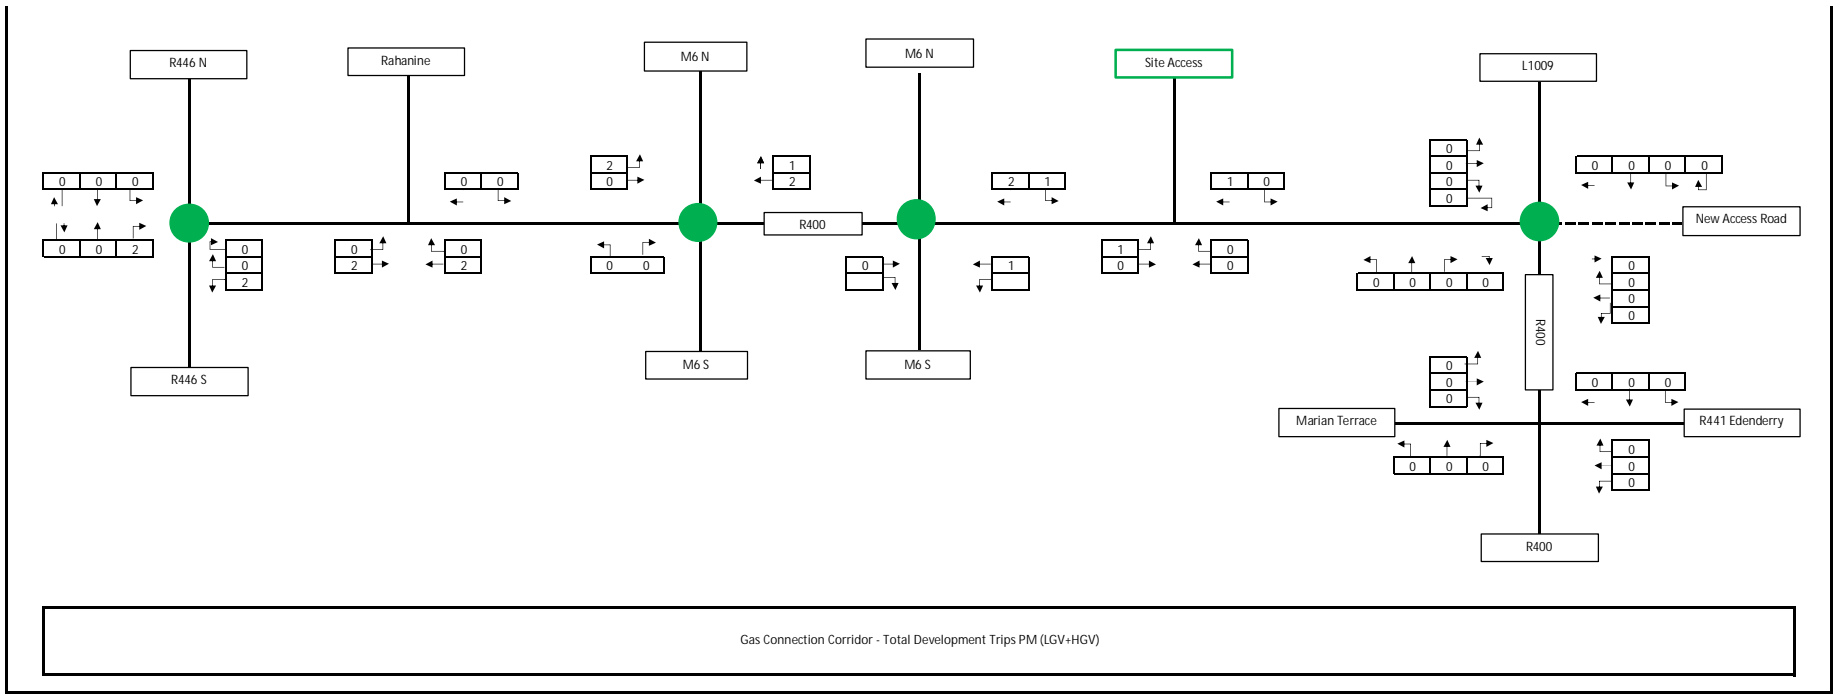 R446 N
Rahanine
M6 N
M6 N
Site Access
L1009
0 0 0
0 0 2
0
0
2
0 0
0
2
0
2
2
0
1
2
0 0
R400
2 1
0
1
1 0
1
0
0
0
0
0
0
0
0 0 0 0
New Access Road
0 0 0 0
0
0
0
0
R400
R446 S
M6 S
M6 S
0
0
0
0 0 0
Marian Terrace
R441 Edenderry
0 0 0
0
0
0
R400
Gas Connection Corridor - Total Development Trips PM (LGV+HGV)